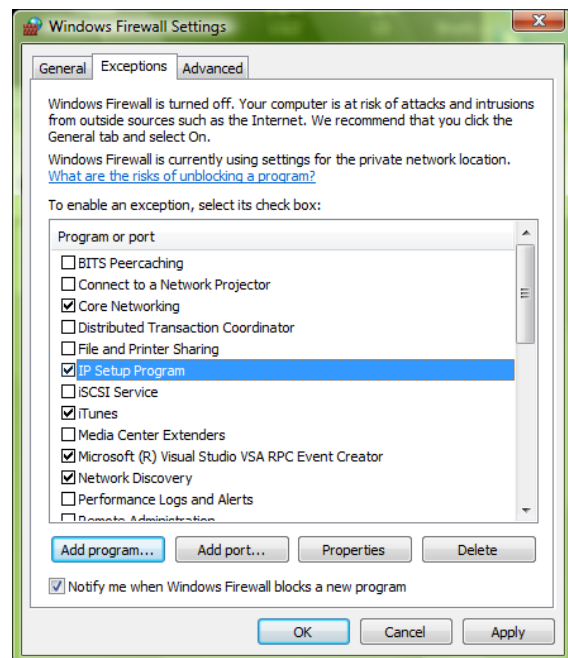 Windows Firewall Settings
General Exceptions Advanced
Windows Firewall is turned off. Your computer is at risk of attacks and intrusions
from outside sources such as the Internet. We recommend that you click the
General tab and select On.
Windows Firewall is currently using settings for the private network location.
What are the risks of unblocking a program?
To enable an exception, select its check box:
Program or port
BITS Peercaching
Connect to a Network Projector
Core Networking
Distributed Transaction Coordinator
File and Printer Sharing
IP Setup Program
iSCSI Service
iTunes
Media Center Extenders
Microsoft (R) Visual Studio VSA RPC Event Creator
Network Discovery
Performance Logs and Alerts
Remote Administration
Add program... Add port... Properties Delete
Notify me when Windows Firewall blocks a new program
OK Cancel Apply